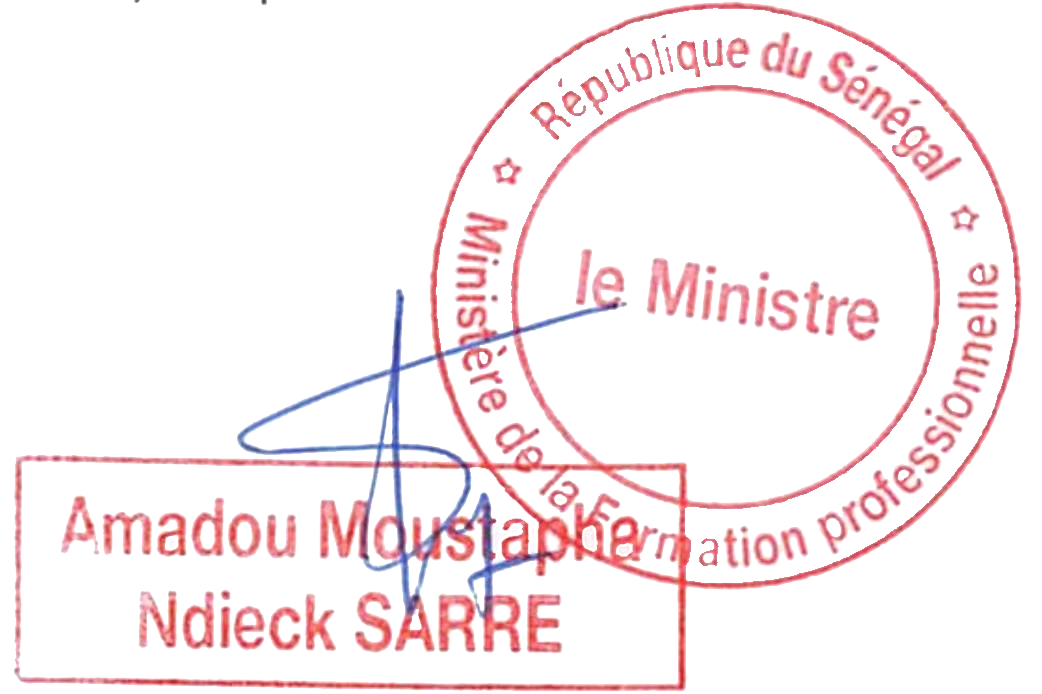 République du Sénégal
Ministère de la Formation professionnelle
le Ministre
Amadou Moustapha
Ndieck SARRE